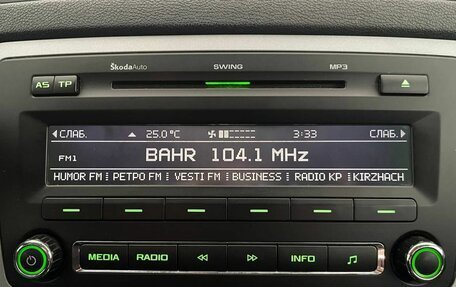 ŠkodaAuto SWING MP3
AS TP
◂СЛАБ. ▲ 25.0 °C 3:33 СЛАБ.▸
FM1 BAHR 104.1 MHz
HUMOR FM РЕТРО FM VESTI FM BUSINESS RADIO KP KIRZHACH
MEDIA RADIO INFO